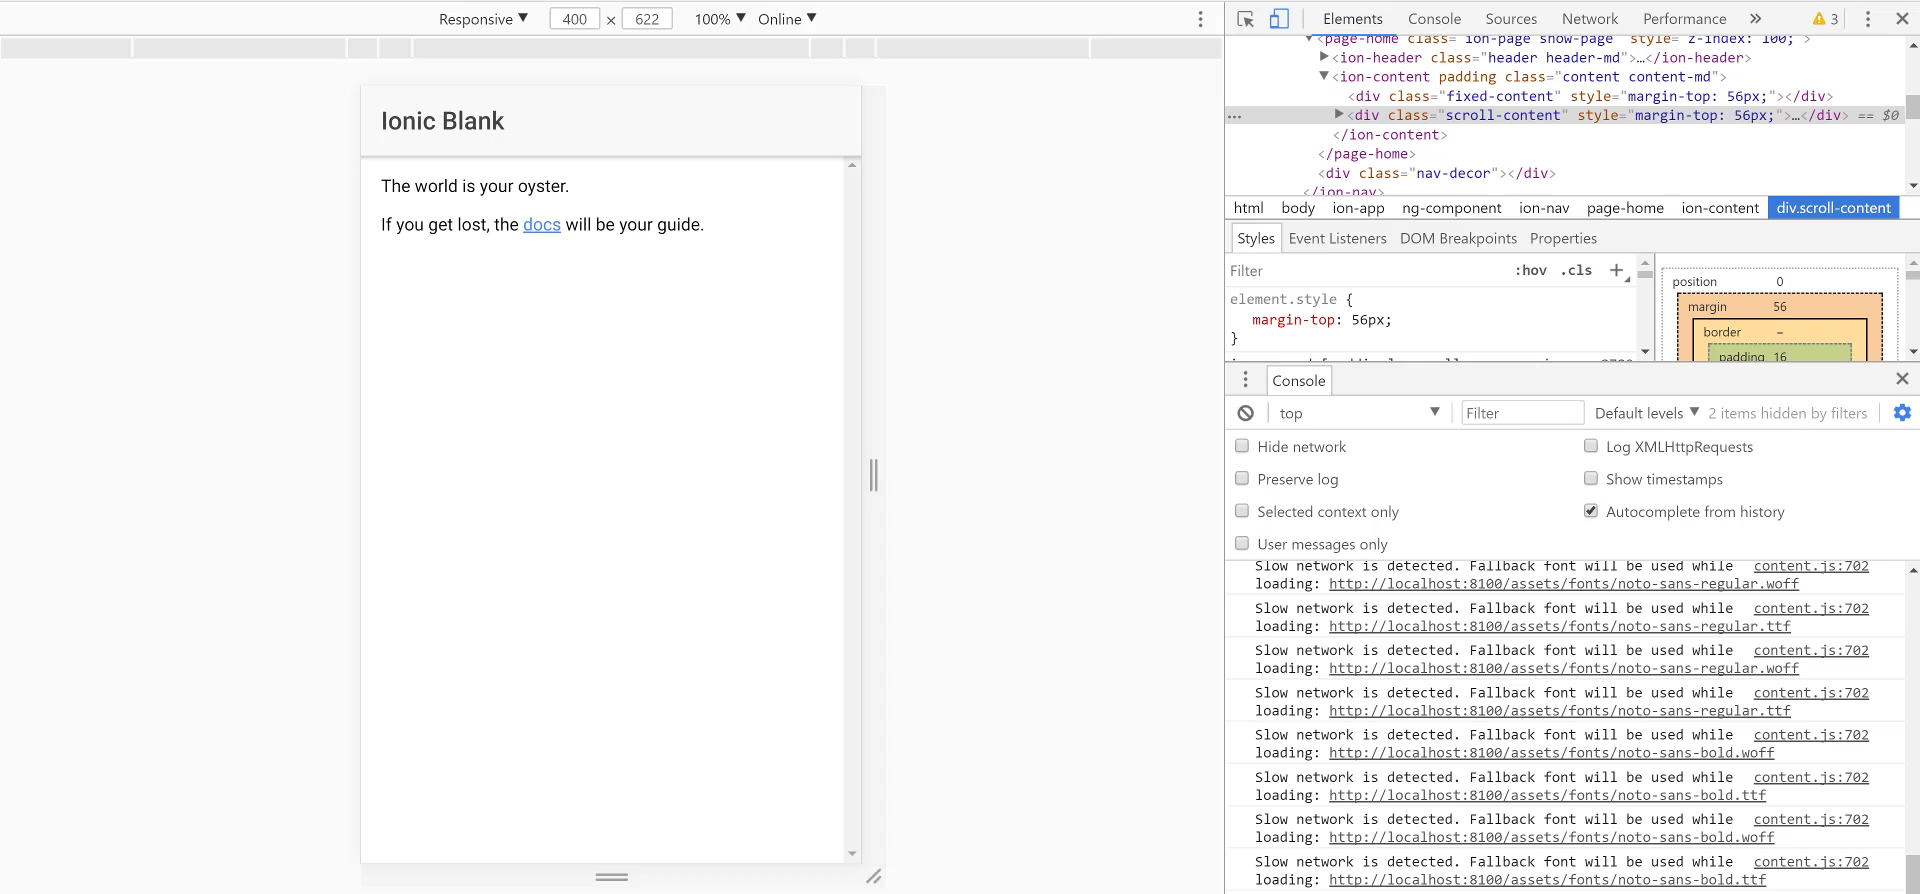 Responsive ▼ 400 × 622 100% ▼ Online ▼
Ionic Blank
The world is your oyster.
If you get lost, the docs will be your guide.
Elements Console Sources Network Performance » 3
▼<page-home class="ion-page show-page" style="z-index: 100;">
▶<ion-header class="header header-md">…</ion-header>
▼<ion-content padding class="content content-md">
<div class="fixed-content" style="margin-top: 56px;"></div>
… ▶<div class="scroll-content" style="margin-top: 56px;">…</div> == $0
</ion-content>
</page-home>
<div class="nav-decor"></div>
</ion-nav>
html body ion-app ng-component ion-nav page-home ion-content div.scroll-content
Styles Event Listeners DOM Breakpoints Properties
Filter :hov .cls +
element.style {
margin-top: 56px;
}
position 0
margin 56
border –
padding 16
Console
top ▼ Filter Default levels ▼ 2 items hidden by filters
Hide network Log XMLHttpRequests
Preserve log Show timestamps
Selected context only Autocomplete from history
User messages only
Slow network is detected. Fallback font will be used while content.js:702
loading: http://localhost:8100/assets/fonts/noto-sans-regular.woff
Slow network is detected. Fallback font will be used while content.js:702
loading: http://localhost:8100/assets/fonts/noto-sans-regular.ttf
Slow network is detected. Fallback font will be used while content.js:702
loading: http://localhost:8100/assets/fonts/noto-sans-regular.woff
Slow network is detected. Fallback font will be used while content.js:702
loading: http://localhost:8100/assets/fonts/noto-sans-regular.ttf
Slow network is detected. Fallback font will be used while content.js:702
loading: http://localhost:8100/assets/fonts/noto-sans-bold.woff
Slow network is detected. Fallback font will be used while content.js:702
loading: http://localhost:8100/assets/fonts/noto-sans-bold.ttf
Slow network is detected. Fallback font will be used while content.js:702
loading: http://localhost:8100/assets/fonts/noto-sans-bold.woff
Slow network is detected. Fallback font will be used while content.js:702
loading: http://localhost:8100/assets/fonts/noto-sans-bold.ttf